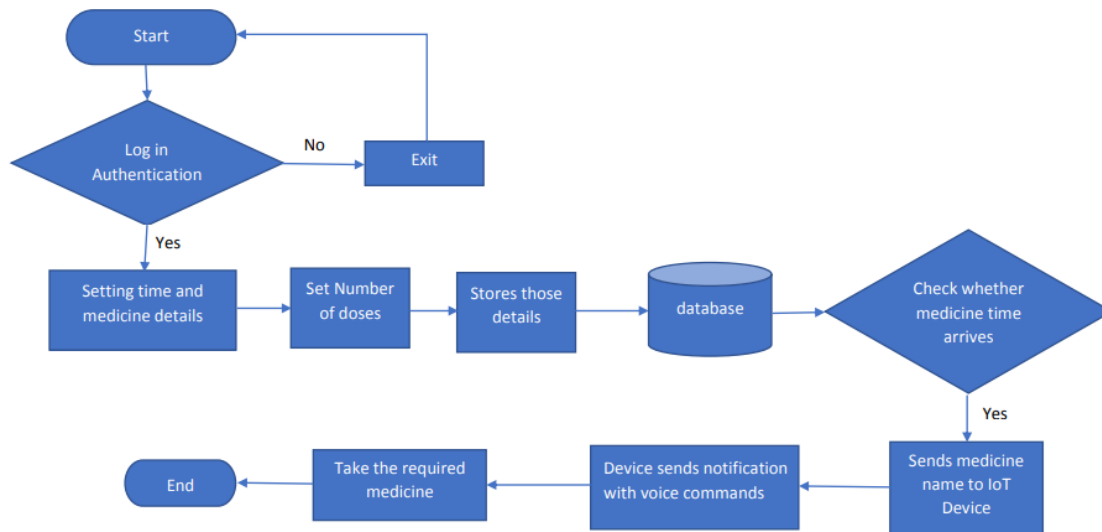 Start
Log in
Authentication
No
Exit
Yes
Setting time and
medicine details
Set Number
of doses
Stores those
details
database
Check whether
medicine time
arrives
Yes
Sends medicine
name to IoT
Device
Device sends notification
with voice commands
Take the required
medicine
End